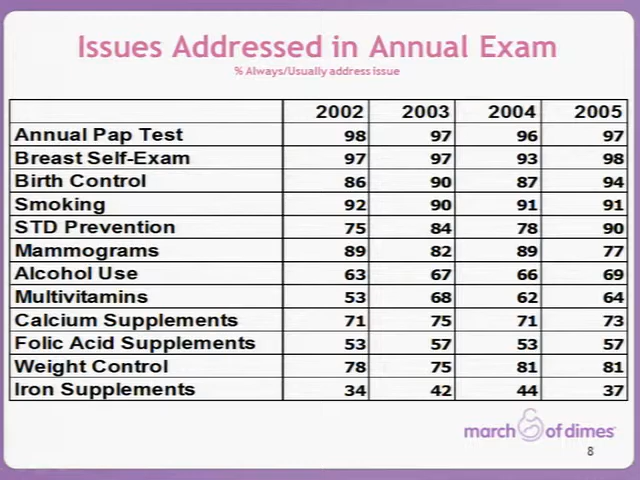 Issues Addressed in Annual Exam
% Always/Usually address issue
2002 2003 2004 2005
Annual Pap Test 98 97 96 97
Breast Self-Exam 97 97 93 98
Birth Control 86 90 87 94
Smoking 92 90 91 91
STD Prevention 75 84 78 90
Mammograms 89 82 89 77
Alcohol Use 63 67 66 69
Multivitamins 53 68 62 64
Calcium Supplements 71 75 71 73
Folic Acid Supplements 53 57 53 57
Weight Control 78 75 81 81
Iron Supplements 34 42 44 37
march of dimes
8